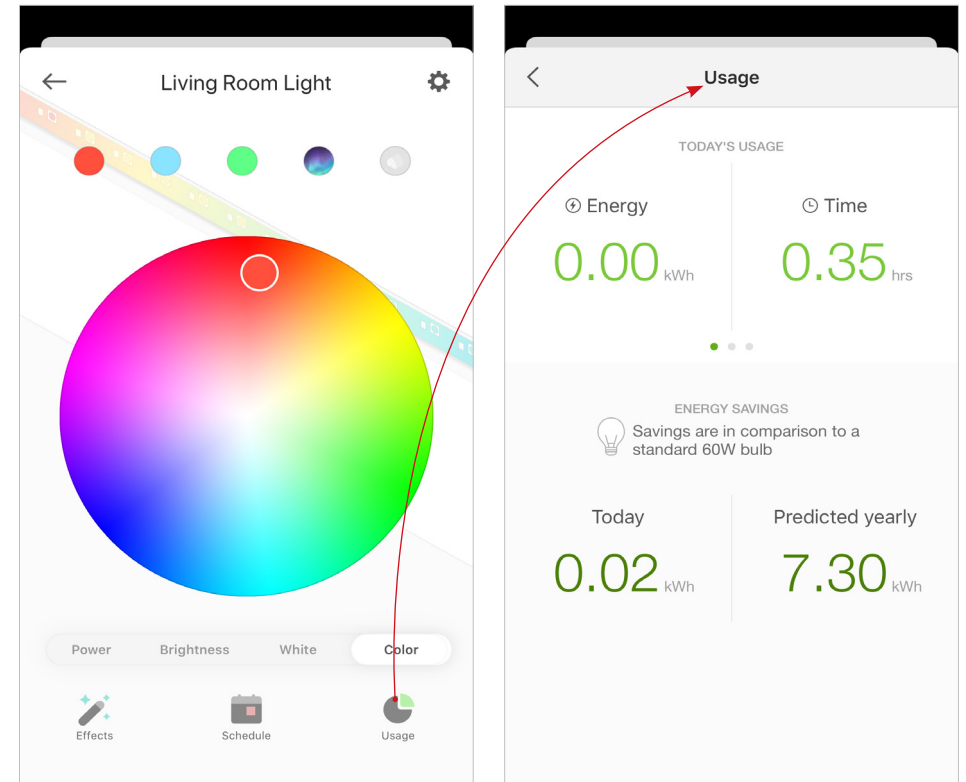 Living Room Light
Power Brightness White Color
Effects Schedule Usage
Usage
TODAY'S USAGE
Energy Time
0.00 kWh 0.35 hrs
ENERGY SAVINGS
Savings are in comparison to a
standard 60W bulb
Today Predicted yearly
0.02 kWh 7.30 kWh